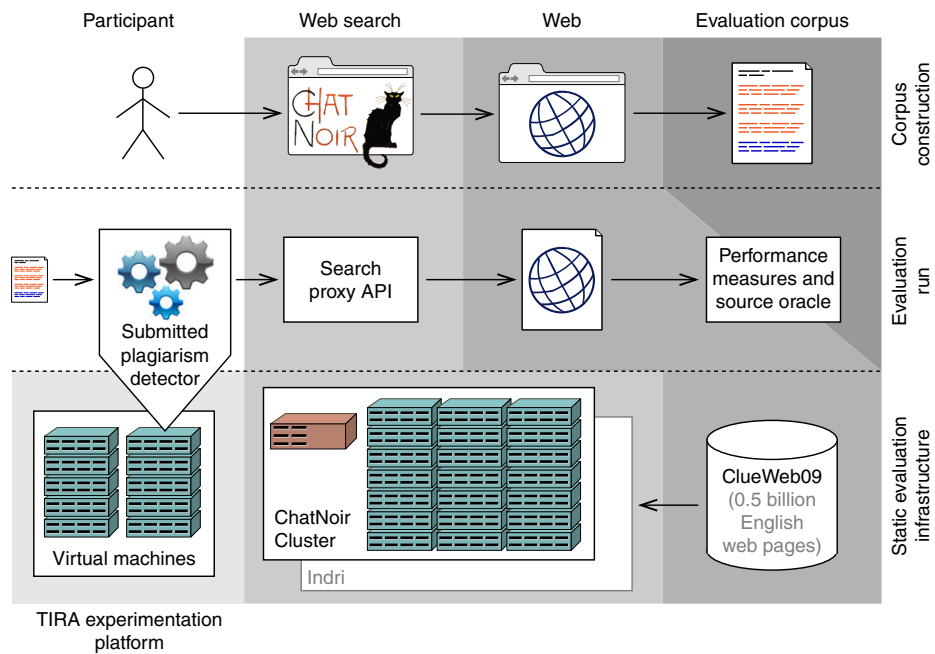 Participant
Web search
Web
Evaluation corpus
CHAT
NOIR
Corpus
construction
Submitted
plagiarism
detector
Search
proxy API
Performance
measures and
source oracle
Evaluation
run
Virtual machines
ChatNoir
Cluster
Indri
ClueWeb09
(0.5 billion
English
web pages)
Static evaluation
infrastructure
TIRA experimentation
platform